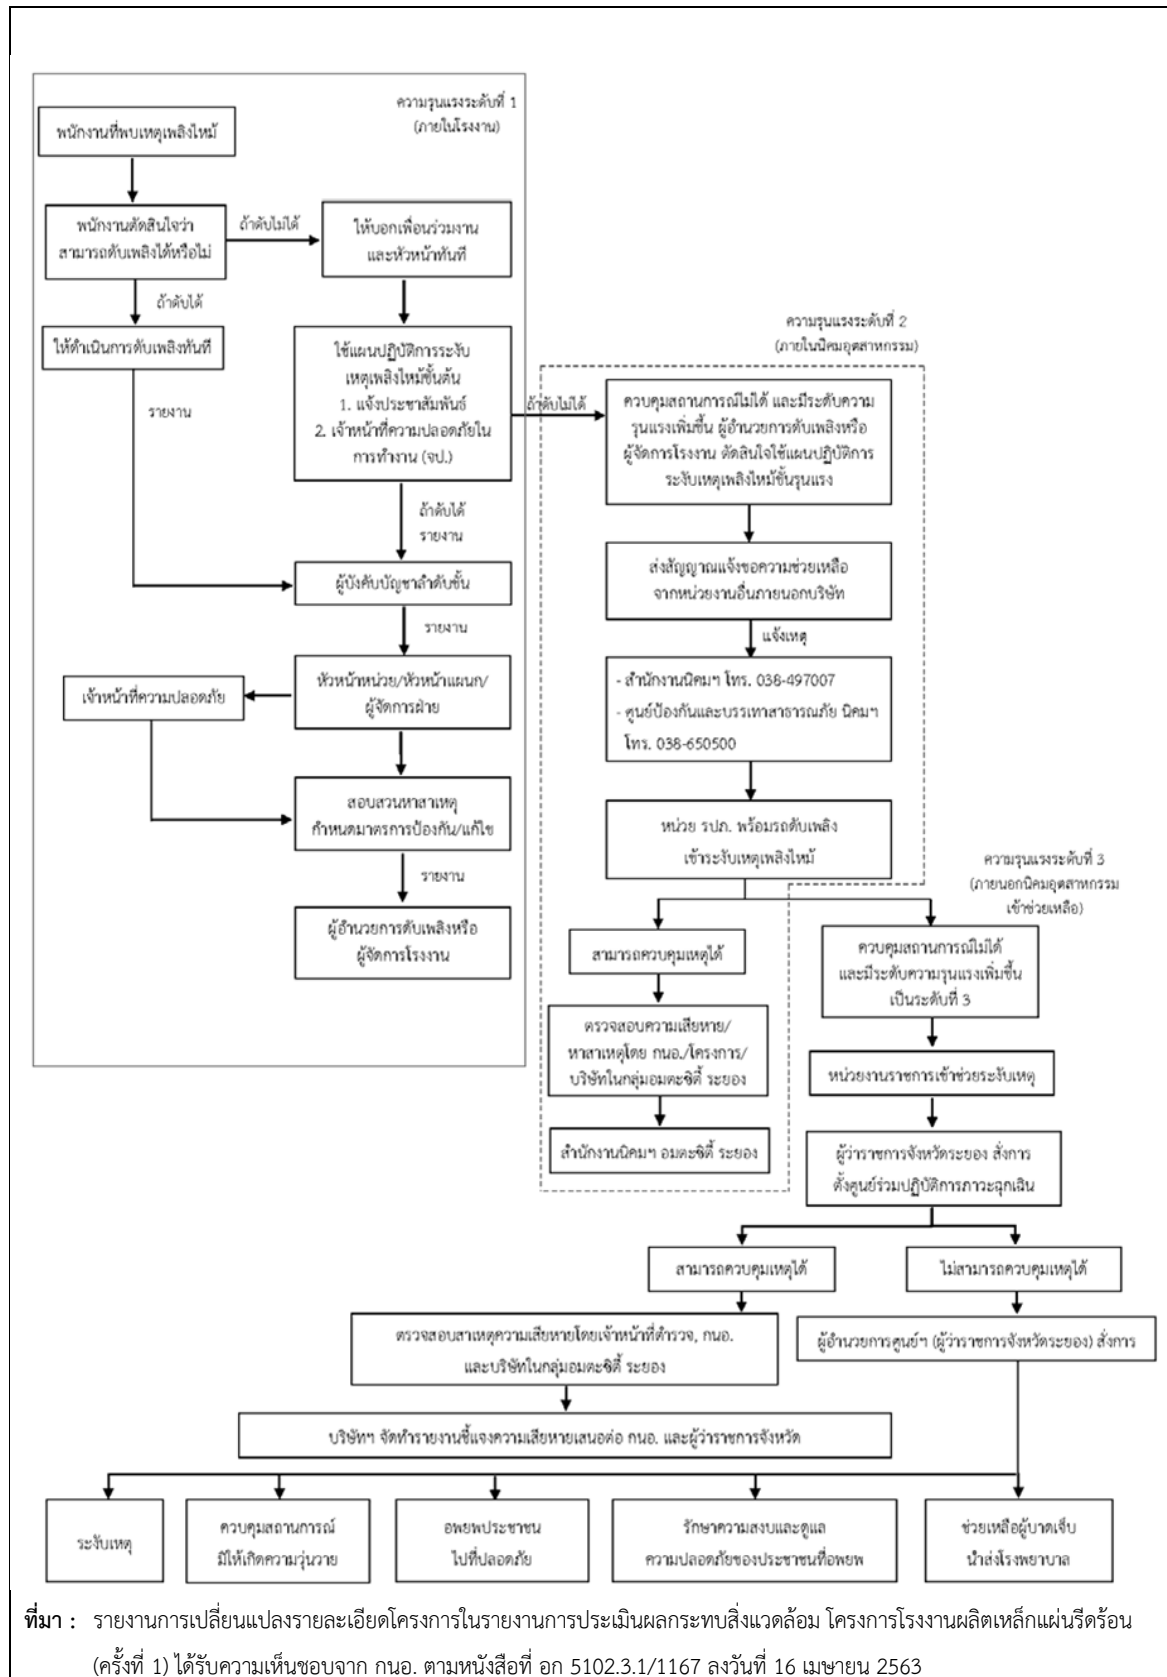 ความรุนแรงระดับที่ 1
(ภายในโรงงาน)
พนักงานที่พบเหตุเพลิงไหม้
พนักงานตัดสินใจว่า
สามารถดับเพลิงได้หรือไม่
ถ้าดับไม่ได้
ให้บอกเพื่อนร่วมงาน
และหัวหน้าทันที
ถ้าดับได้
ให้ดำเนินการดับเพลิงทันที
รายงาน
ใช้แผนปฏิบัติการระงับ
เหตุเพลิงไหม้ขั้นต้น
1. แจ้งประชาสัมพันธ์
2. เจ้าหน้าที่ความปลอดภัยใน
การทำงาน (จป.)
ถ้าดับไม่ได้
ถ้าดับได้
รายงาน
ผู้บังคับบัญชาลำดับชั้น
รายงาน
หัวหน้าหน่วย/หัวหน้าแผนก/
ผู้จัดการฝ่าย
เจ้าหน้าที่ความปลอดภัย
สอบสวนหาสาเหตุ
กำหนดมาตรการป้องกัน/แก้ไข
รายงาน
ผู้อำนวยการดับเพลิงหรือ
ผู้จัดการโรงงาน
ความรุนแรงระดับที่ 2
(ภายในนิคมอุตสาหกรรม)
ควบคุมสถานการณ์ไม่ได้ และมีระดับความ
รุนแรงเพิ่มขึ้น ผู้อำนวยการดับเพลิงหรือ
ผู้จัดการโรงงาน ตัดสินใจใช้แผนปฏิบัติการ
ระงับเหตุเพลิงไหม้ขั้นรุนแรง
ส่งสัญญาณแจ้งขอความช่วยเหลือ
จากหน่วยงานอื่นภายนอกบริษัท
แจ้งเหตุ
- สำนักงานนิคมฯ โทร. 038-497007
- ศูนย์ป้องกันและบรรเทาสาธารณภัย นิคมฯ
โทร. 038-650500
หน่วย รปภ. พร้อมรถดับเพลิง
เข้าระงับเหตุเพลิงไหม้
ความรุนแรงระดับที่ 3
(ภายนอกนิคมอุตสาหกรรม
เข้าช่วยเหลือ)
สามารถควบคุมเหตุได้
ตรวจสอบความเสียหาย/
หาสาเหตุโดย กนอ./โครงการ/
บริษัทในกลุ่มอมตะซิตี้ ระยอง
สำนักงานนิคมฯ อมตะซิตี้ ระยอง
ควบคุมสถานการณ์ไม่ได้
และมีระดับความรุนแรงเพิ่มขึ้น
เป็นระดับที่ 3
หน่วยงานราชการเข้าช่วยระงับเหตุ
ผู้ว่าราชการจังหวัดระยอง สั่งการ
ตั้งศูนย์ร่วมปฏิบัติการภาวะฉุกเฉิน
สามารถควบคุมเหตุได้
ไม่สามารถควบคุมเหตุได้
ตรวจสอบสาเหตุความเสียหายโดยเจ้าหน้าที่ตำรวจ, กนอ.
และบริษัทในกลุ่มอมตะซิตี้ ระยอง
ผู้อำนวยการศูนย์ฯ (ผู้ว่าราชการจังหวัดระยอง) สั่งการ
บริษัทฯ จัดทำรายงานชี้แจงความเสียหายเสนอต่อ กนอ. และผู้ว่าราชการจังหวัด
ระงับเหตุ
ควบคุมสถานการณ์
มิให้เกิดความวุ่นวาย
อพยพประชาชน
ไปที่ปลอดภัย
รักษาความสงบและดูแล
ความปลอดภัยของประชาชนที่อพยพ
ช่วยเหลือผู้บาดเจ็บ
นำส่งโรงพยาบาล
ที่มา : รายงานการเปลี่ยนแปลงรายละเอียดโครงการในรายงานการประเมินผลกระทบสิ่งแวดล้อม โครงการโรงงานผลิตเหล็กแผ่นรีดร้อน
(ครั้งที่ 1) ได้รับความเห็นชอบจาก กนอ. ตามหนังสือที่ อก 5102.3.1/1167 ลงวันที่ 16 เมษายน 2563